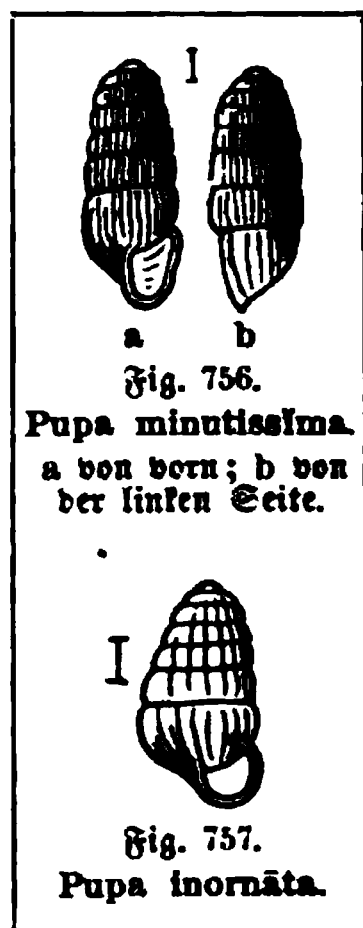 a b
Fig. 756.
Pupa minutissĭma.
a von vorn; b von
der linken Seite.
Fig. 757.
Pupa inornāta.